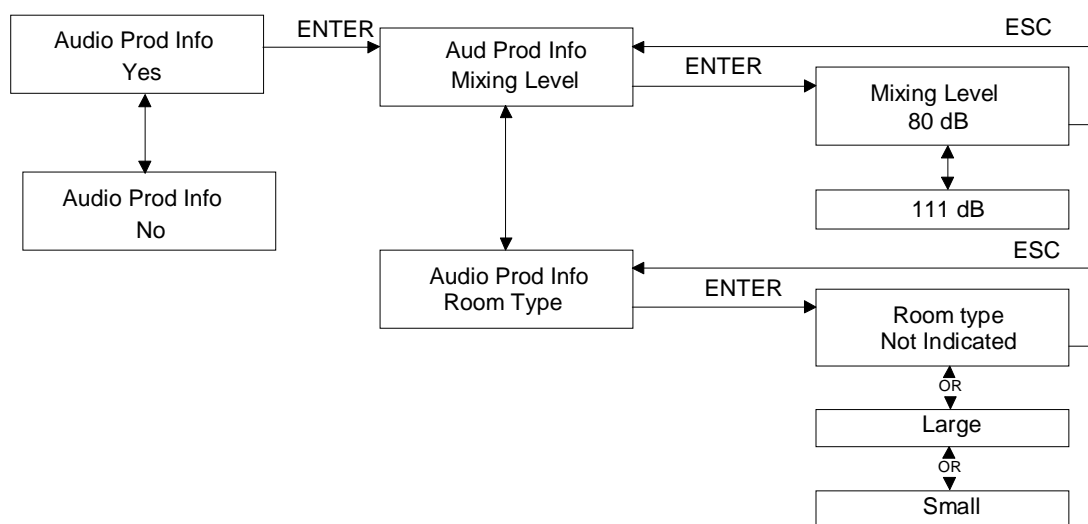 Audio Prod Info
Yes
ENTER
Aud Prod Info
Mixing Level
ESC
ENTER
Mixing Level
80 dB
Audio Prod Info
No
111 dB
ESC
Audio Prod Info
Room Type
ENTER
Room type
Not Indicated
OR
Large
OR
Small